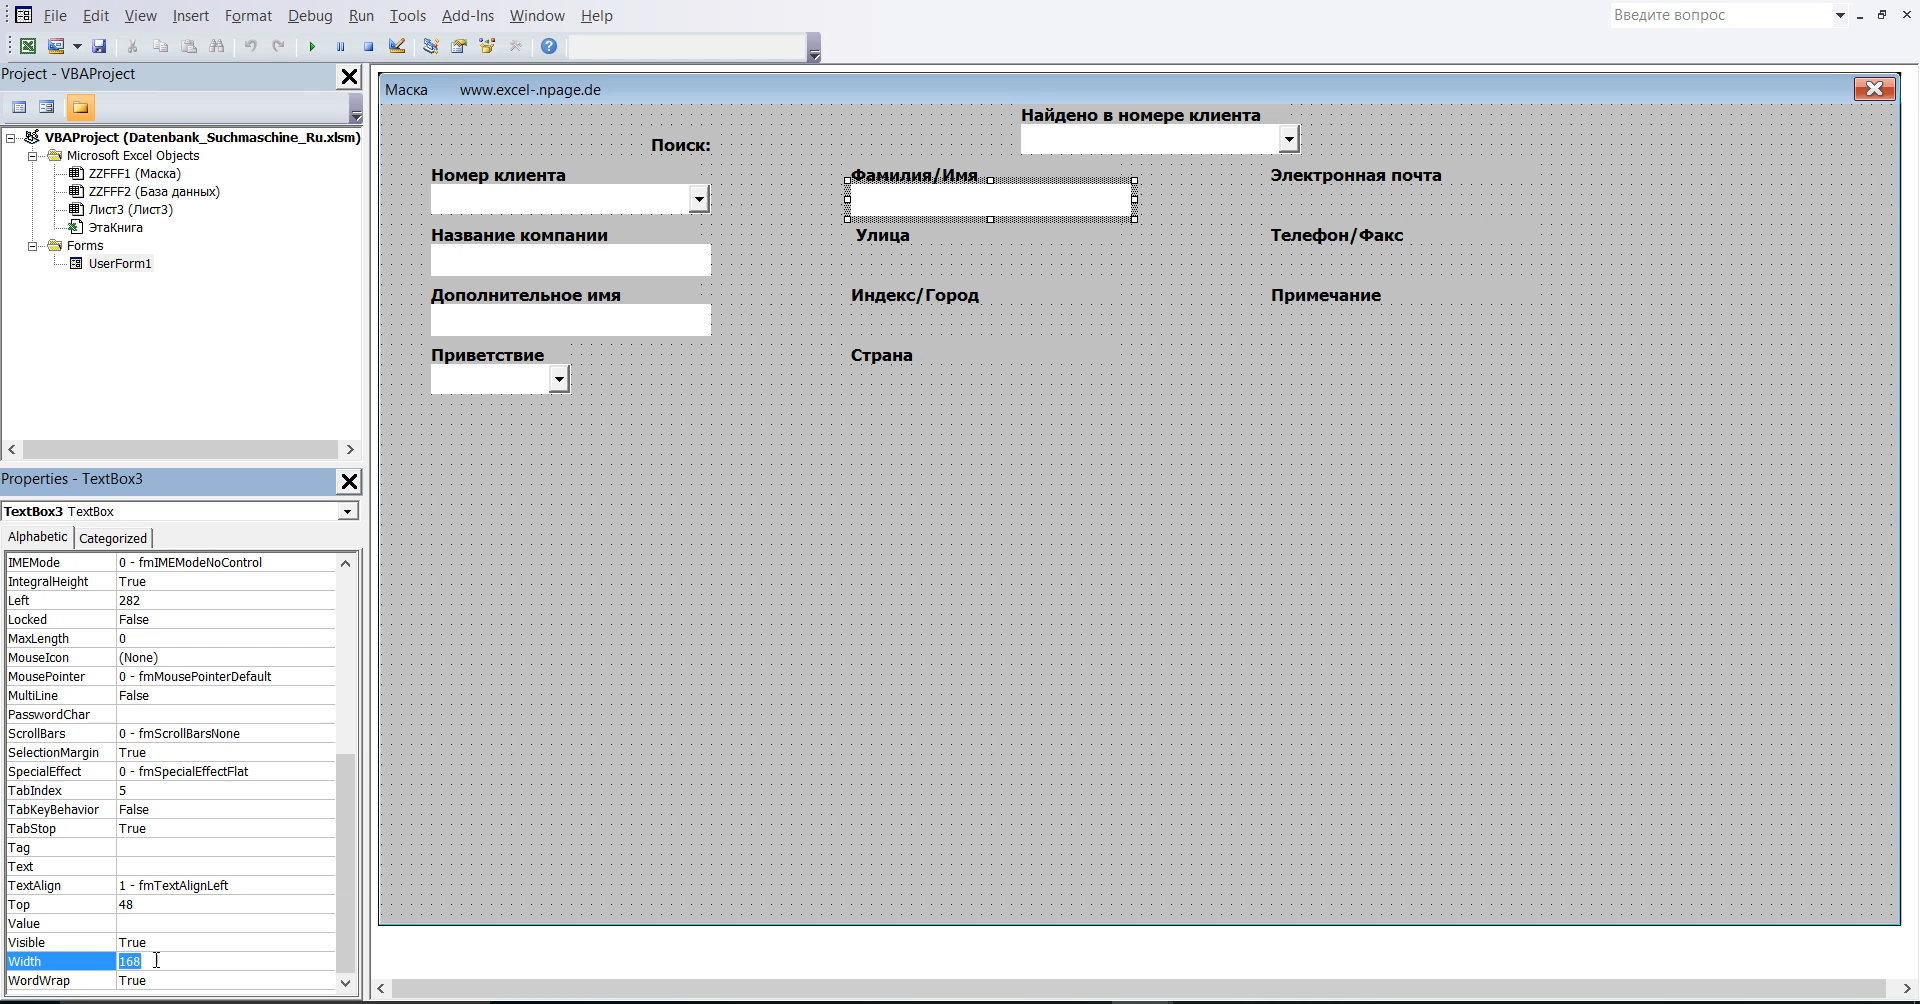 File Edit View Insert Format Debug Run Tools Add-Ins Window Help
Введите вопрос
Project - VBAProject
VBAProject (Datenbank_Suchmaschine_Ru.xlsm)
Microsoft Excel Objects
ZZFFF1 (Маска)
ZZFFF2 (База данных)
Лист3 (Лист3)
ЭтаКнига
Forms
UserForm1
Properties - TextBox3
TextBox3 TextBox
Alphabetic Categorized
IMEMode 0 - fmIMEModeNoControl
IntegralHeight True
Left 282
Locked False
MaxLength 0
MouseIcon (None)
MousePointer 0 - fmMousePointerDefault
MultiLine False
PasswordChar
ScrollBars 0 - fmScrollBarsNone
SelectionMargin True
SpecialEffect 0 - fmSpecialEffectFlat
TabIndex 5
TabKeyBehavior False
TabStop True
Tag
Text
TextAlign 1 - fmTextAlignLeft
Top 48
Value
Visible True
Width 168
WordWrap True
Маска www.excel-.npage.de
Найдено в номере клиента
Поиск:
Номер клиента Фамилия/Имя Электронная почта
Название компании Улица Телефон/Факс
Дополнительное имя Индекс/Город Примечание
Приветствие Страна